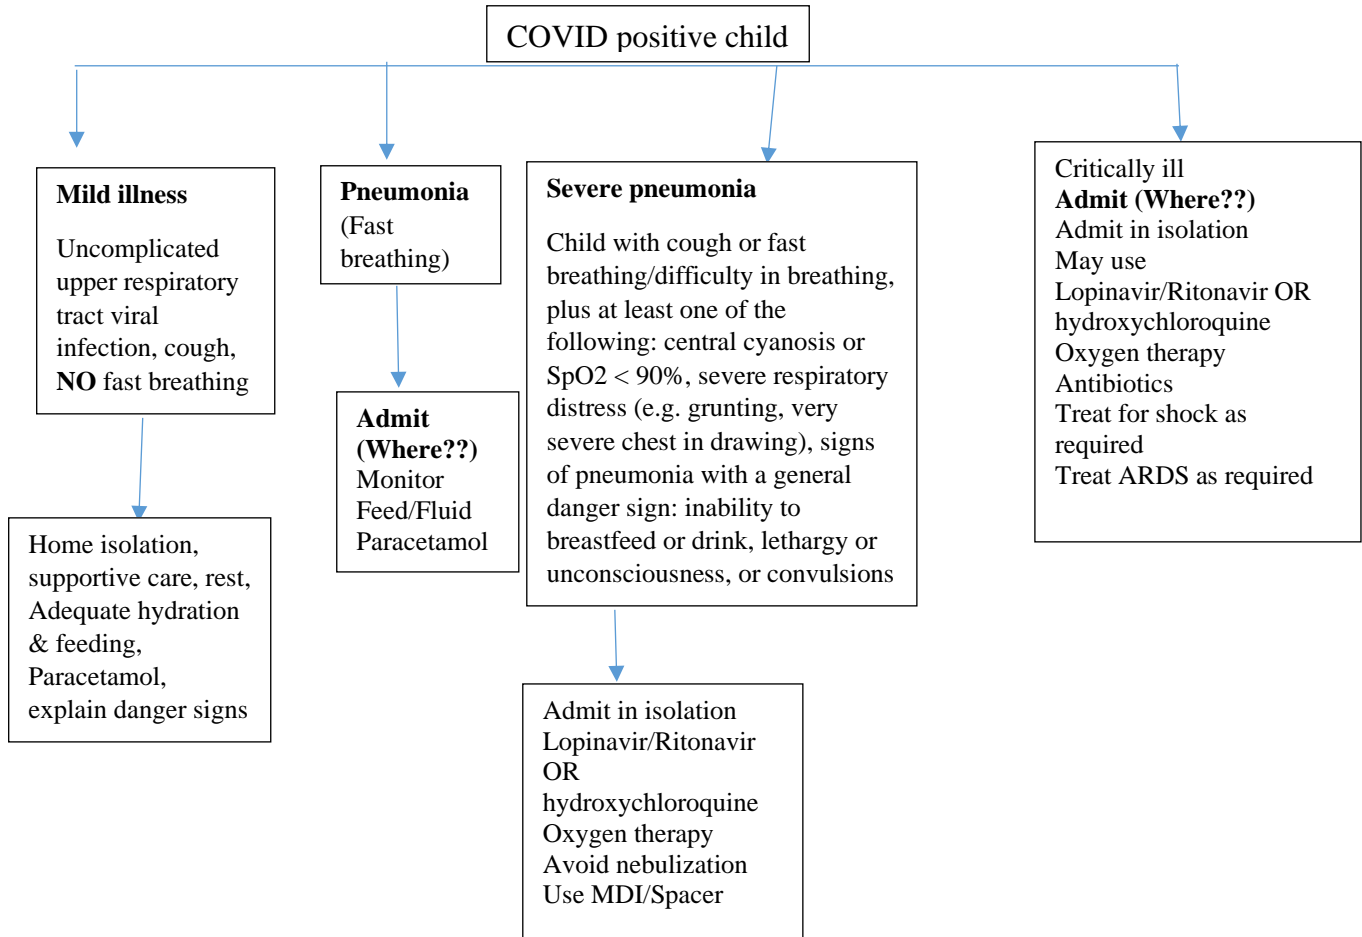 COVID positive child
Mild illness
Uncomplicated
upper respiratory
tract viral
infection, cough,
NO fast breathing
Home isolation,
supportive care, rest,
Adequate hydration
& feeding,
Paracetamol,
explain danger signs
Pneumonia
(Fast
breathing)
Admit
(Where??)
Monitor
Feed/Fluid
Paracetamol
Severe pneumonia
Child with cough or fast
breathing/difficulty in breathing,
plus at least one of the
following: central cyanosis or
SpO2 < 90%, severe respiratory
distress (e.g. grunting, very
severe chest in drawing), signs
of pneumonia with a general
danger sign: inability to
breastfeed or drink, lethargy or
unconsciousness, or convulsions
Admit in isolation
Lopinavir/Ritonavir
OR
hydroxychloroquine
Oxygen therapy
Avoid nebulization
Use MDI/Spacer
Critically ill
Admit (Where??)
Admit in isolation
May use
Lopinavir/Ritonavir OR
hydroxychloroquine
Oxygen therapy
Antibiotics
Treat for shock as
required
Treat ARDS as required